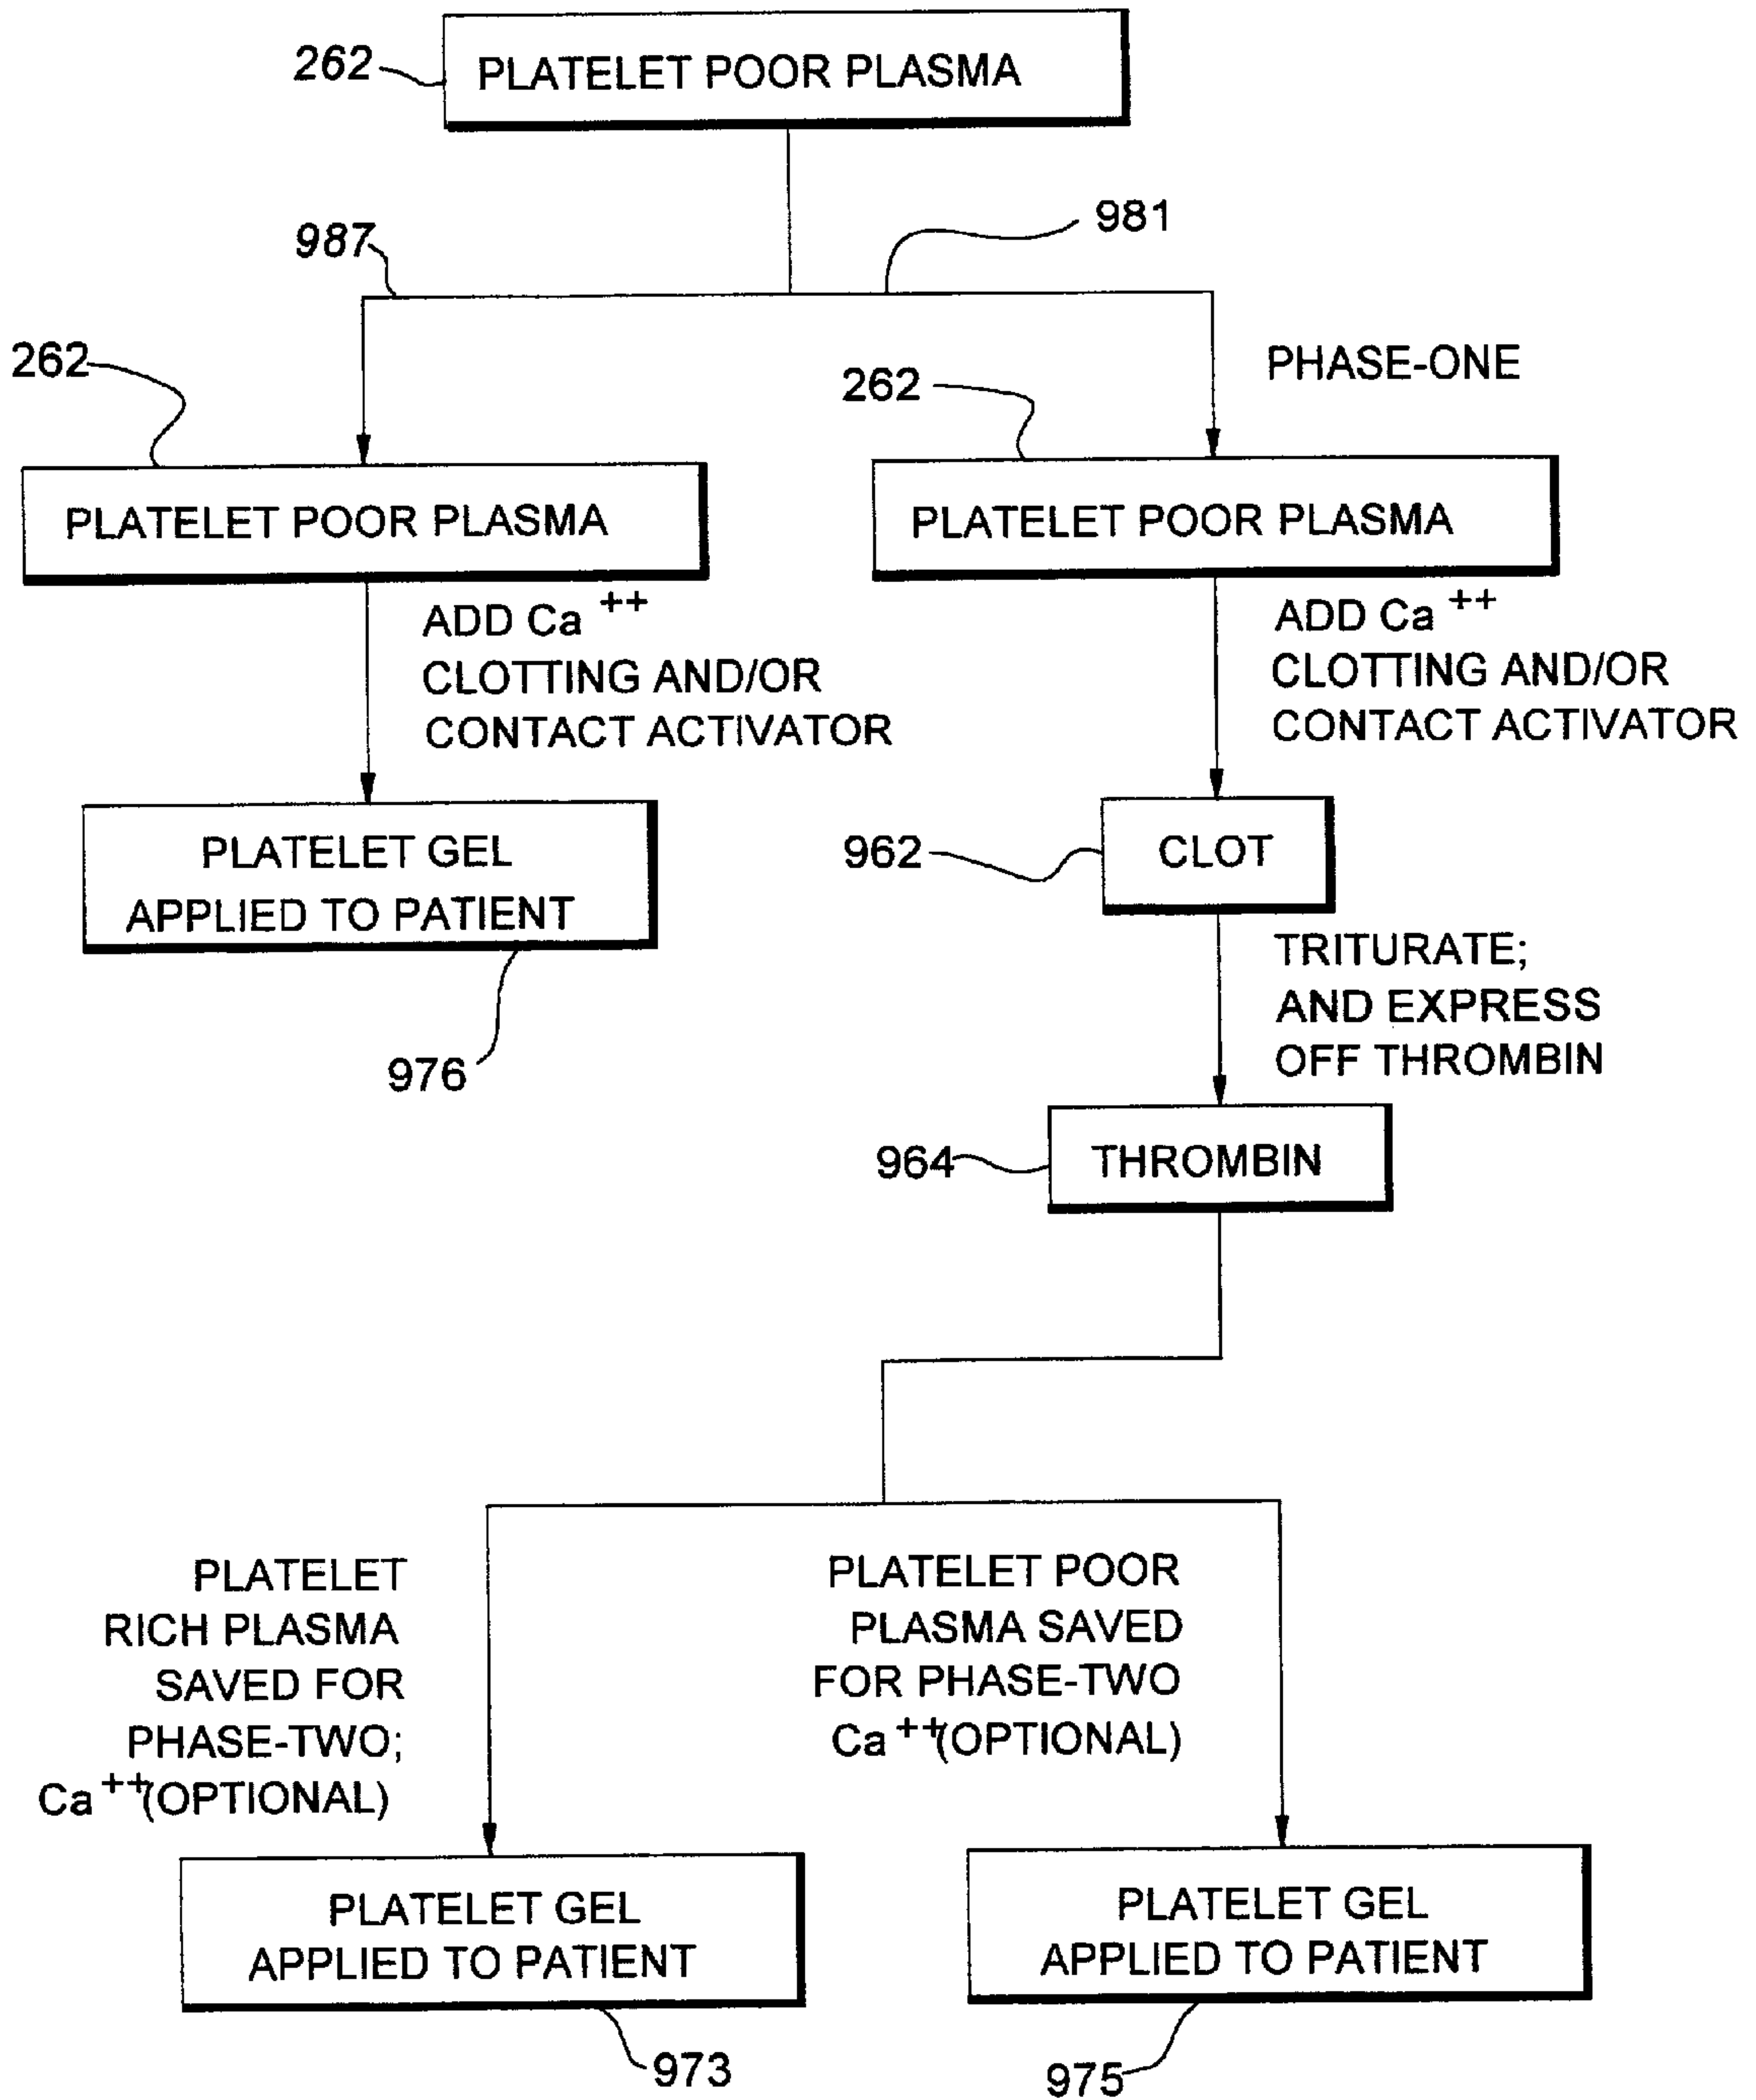 262
PLATELET POOR PLASMA
987
981
262
262
PHASE-ONE
PLATELET POOR PLASMA
PLATELET POOR PLASMA
ADD Ca ++
CLOTTING AND/OR
CONTACT ACTIVATOR
ADD Ca ++
CLOTTING AND/OR
CONTACT ACTIVATOR
PLATELET GEL
APPLIED TO PATIENT
976
962
CLOT
TRITURATE;
AND EXPRESS
OFF THROMBIN
964
THROMBIN
PLATELET
RICH PLASMA
SAVED FOR
PHASE-TWO;
Ca ++(OPTIONAL)
PLATELET POOR
PLASMA SAVED
FOR PHASE-TWO
Ca ++(OPTIONAL)
PLATELET GEL
APPLIED TO PATIENT
973
PLATELET GEL
APPLIED TO PATIENT
975